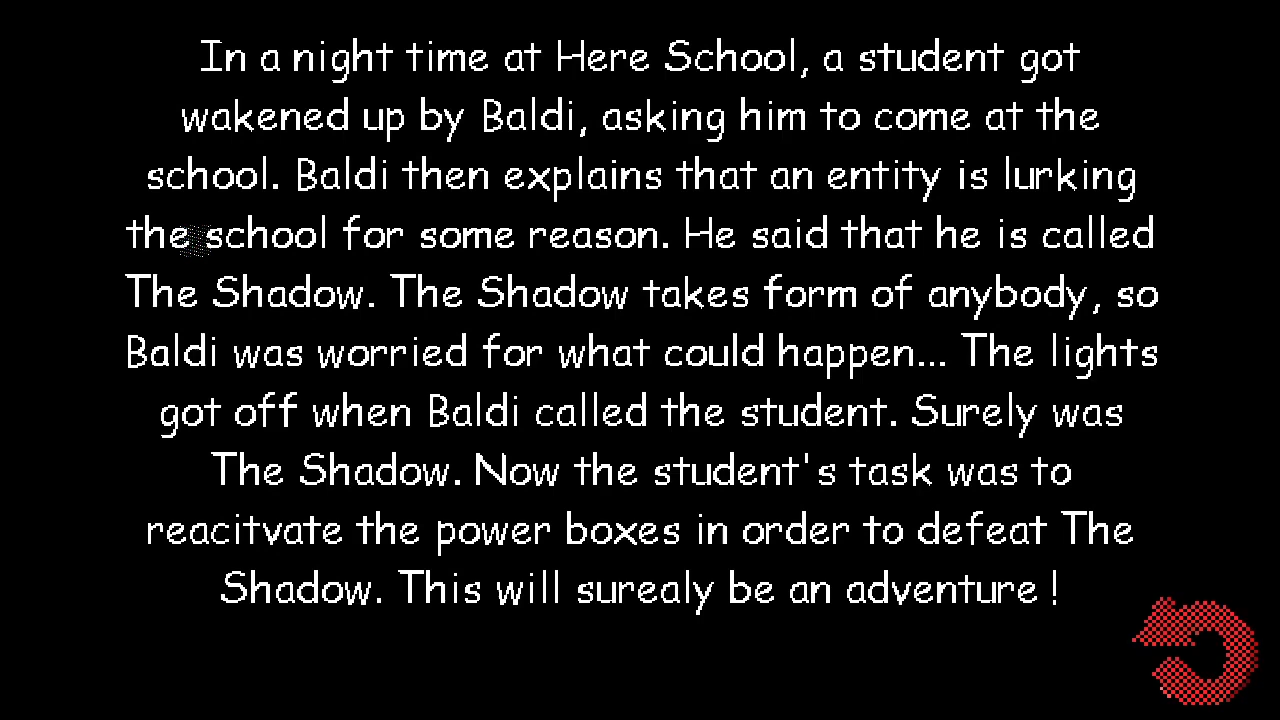 In a night time at Here School, a student got
wakened up by Baldi, asking him to come at the
school. Baldi then explains that an entity is lurking
the school for some reason. He said that he is called
The Shadow. The Shadow takes form of anybody, so
Baldi was worried for what could happen... The lights
got off when Baldi called the student. Surely was
The Shadow. Now the student's task was to
reacitvate the power boxes in order to defeat The
Shadow. This will surealy be an adventure !